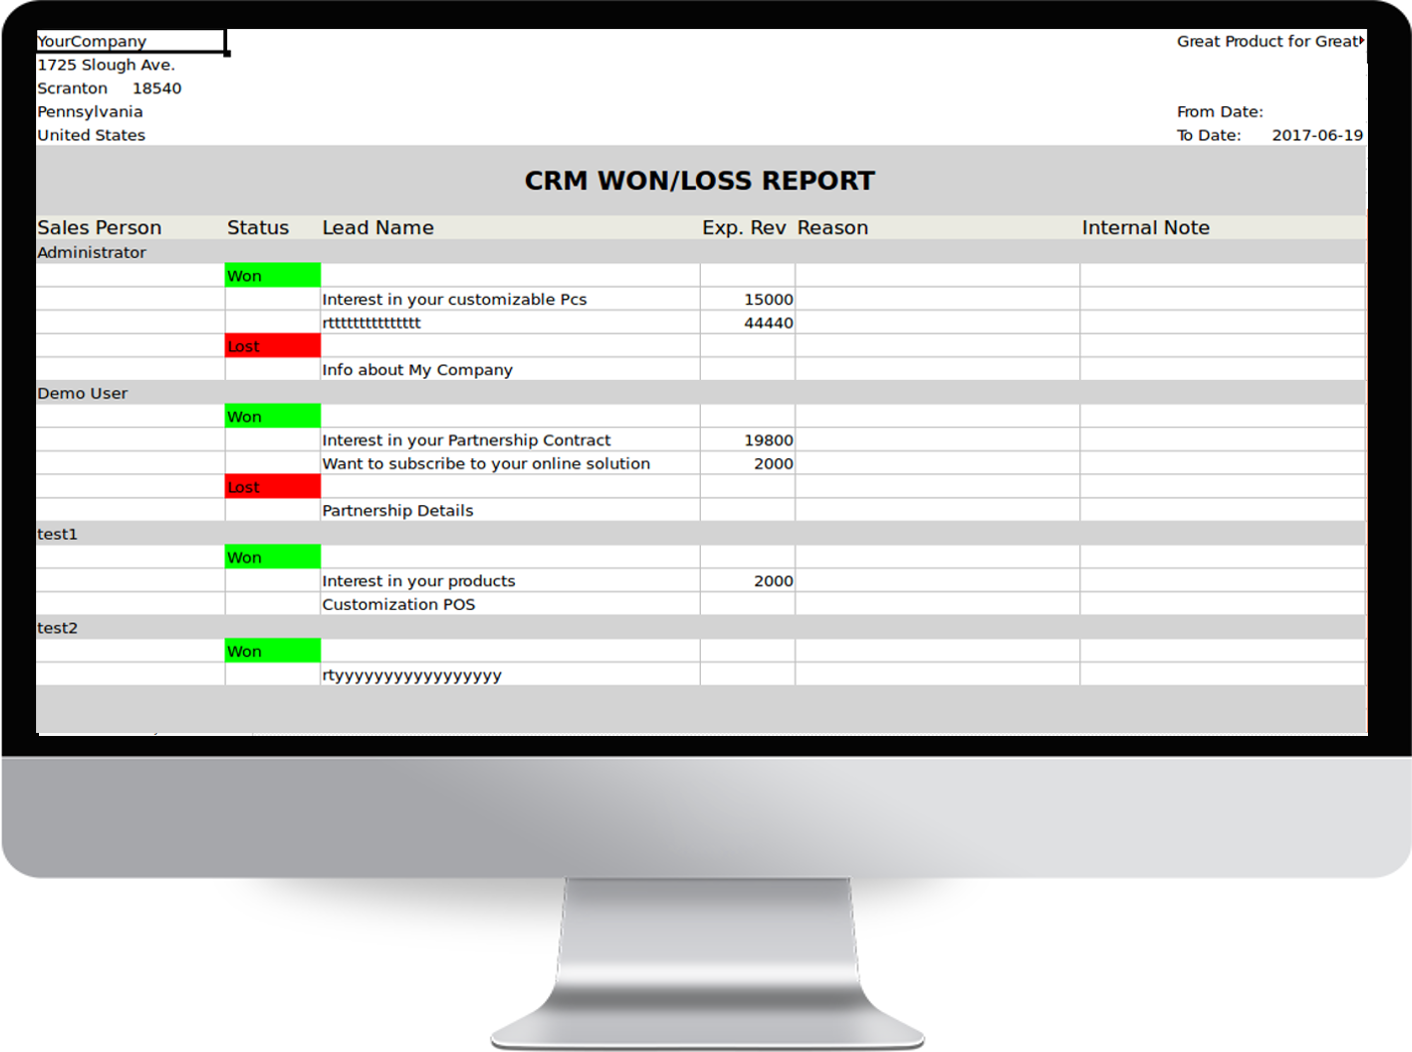 YourCompany Great Product for Great
1725 Slough Ave.
Scranton 18540
Pennsylvania From Date:
United States To Date: 2017-06-19
CRM WON/LOSS REPORT
Sales Person Status Lead Name Exp. Rev Reason Internal Note
Administrator
Won
Interest in your customizable Pcs 15000
rtttttttttttttttt 44440
Lost
Info about My Company
Demo User
Won
Interest in your Partnership Contract 19800
Want to subscribe to your online solution 2000
Lost
Partnership Details
test1
Won
Interest in your products 2000
Customization POS
test2
Won
rtyyyyyyyyyyyyyyyyy